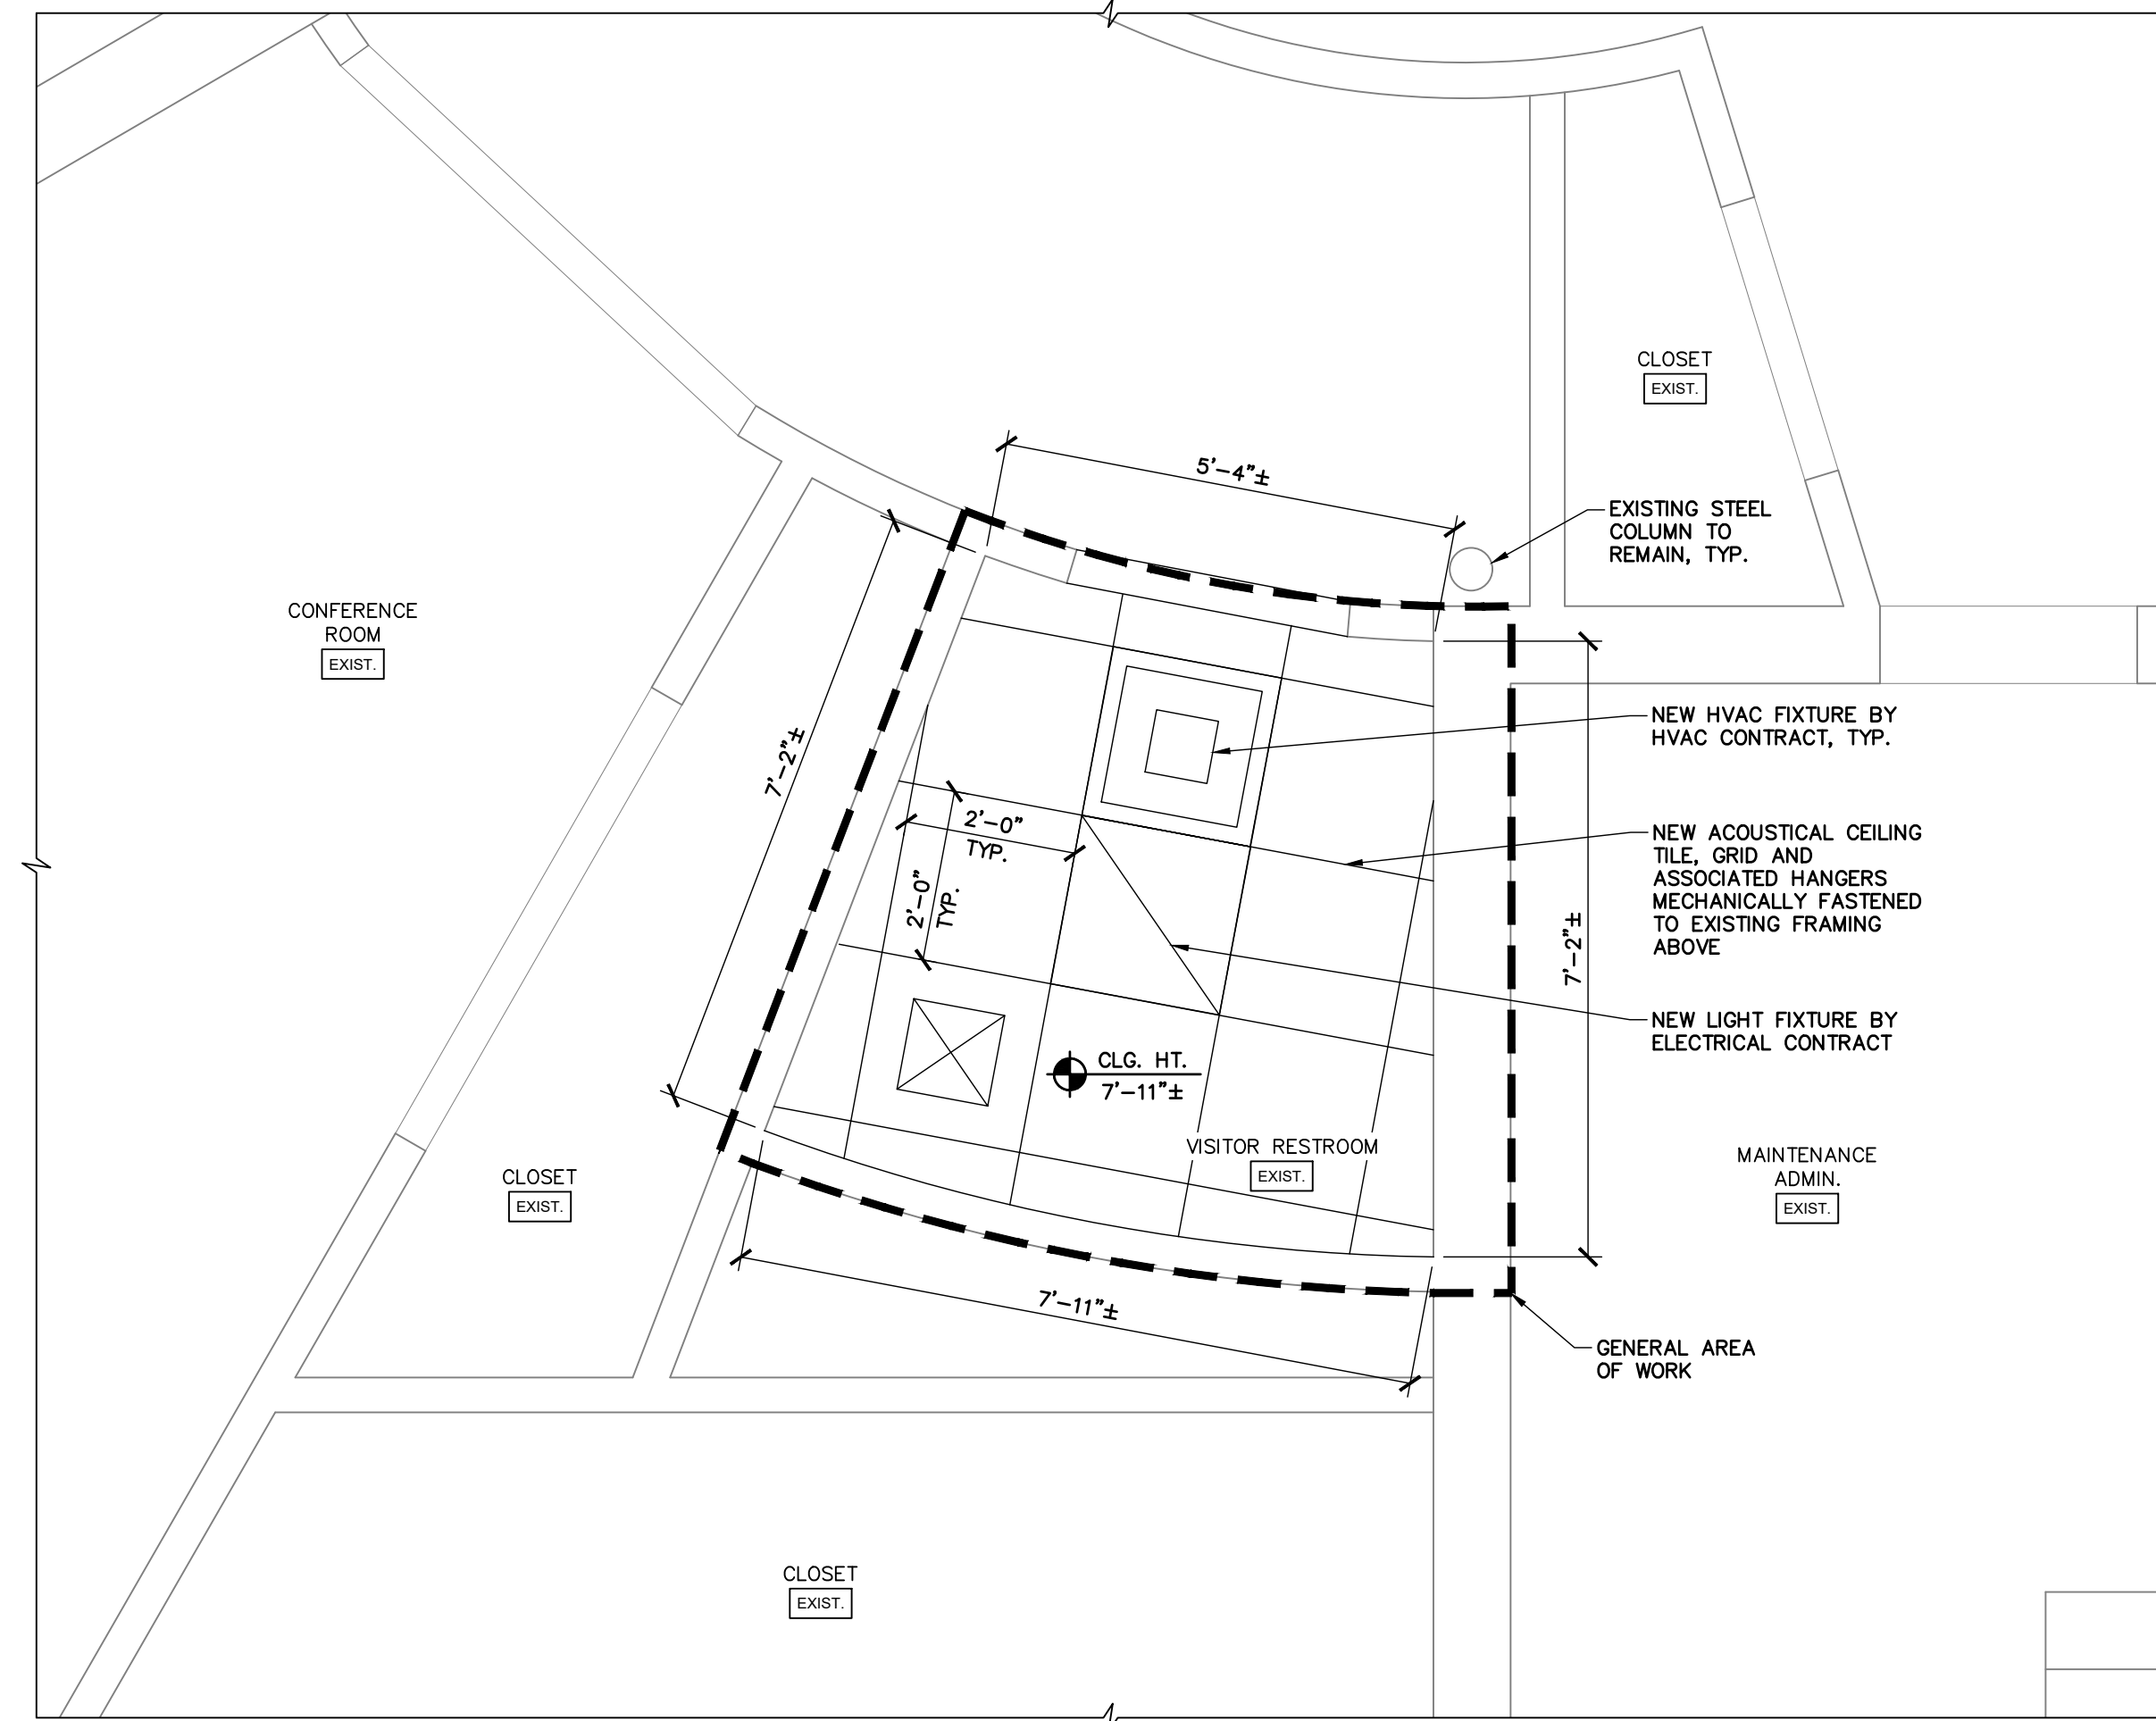 CLOSET
EXIST.
5'-4"±
EXISTING STEEL
COLUMN TO
REMAIN, TYP.
CONFERENCE
ROOM
EXIST.
7'-2"±
NEW HVAC FIXTURE BY
HVAC CONTRACT, TYP.
2'-0"
TYP.
2'-0"
TYP.
NEW ACOUSTICAL CEILING
TILE, GRID AND
ASSOCIATED HANGERS
MECHANICALLY FASTENED
TO EXISTING FRAMING
ABOVE
7'-2"±
NEW LIGHT FIXTURE BY
ELECTRICAL CONTRACT
CLG. HT.
7'-11"±
VISITOR RESTROOM
EXIST.
MAINTENANCE
ADMIN.
EXIST.
CLOSET
EXIST.
7'-11"±
GENERAL AREA
OF WORK
CLOSET
EXIST.